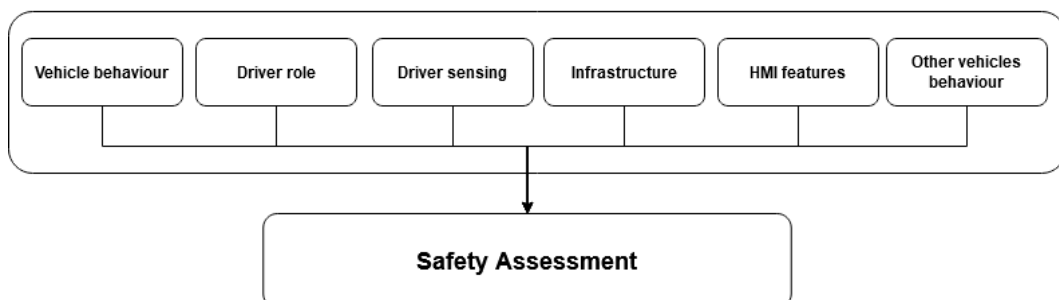 Vehicle behaviour
Driver role
Driver sensing
Infrastructure
HMI features
Other vehicles
behaviour
Safety Assessment